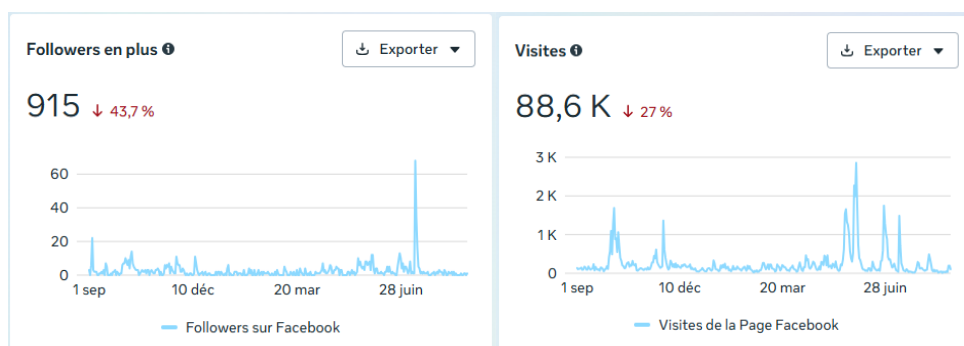 Followers en plus
Exporter
915
43,7 %
60
40
20
0
1 sep
10 déc
20 mar
28 juin
Followers sur Facebook
Visites
Exporter
88,6 K
27 %
3 K
2 K
1 K
0
1 sep
10 déc
20 mar
28 juin
Visites de la Page Facebook